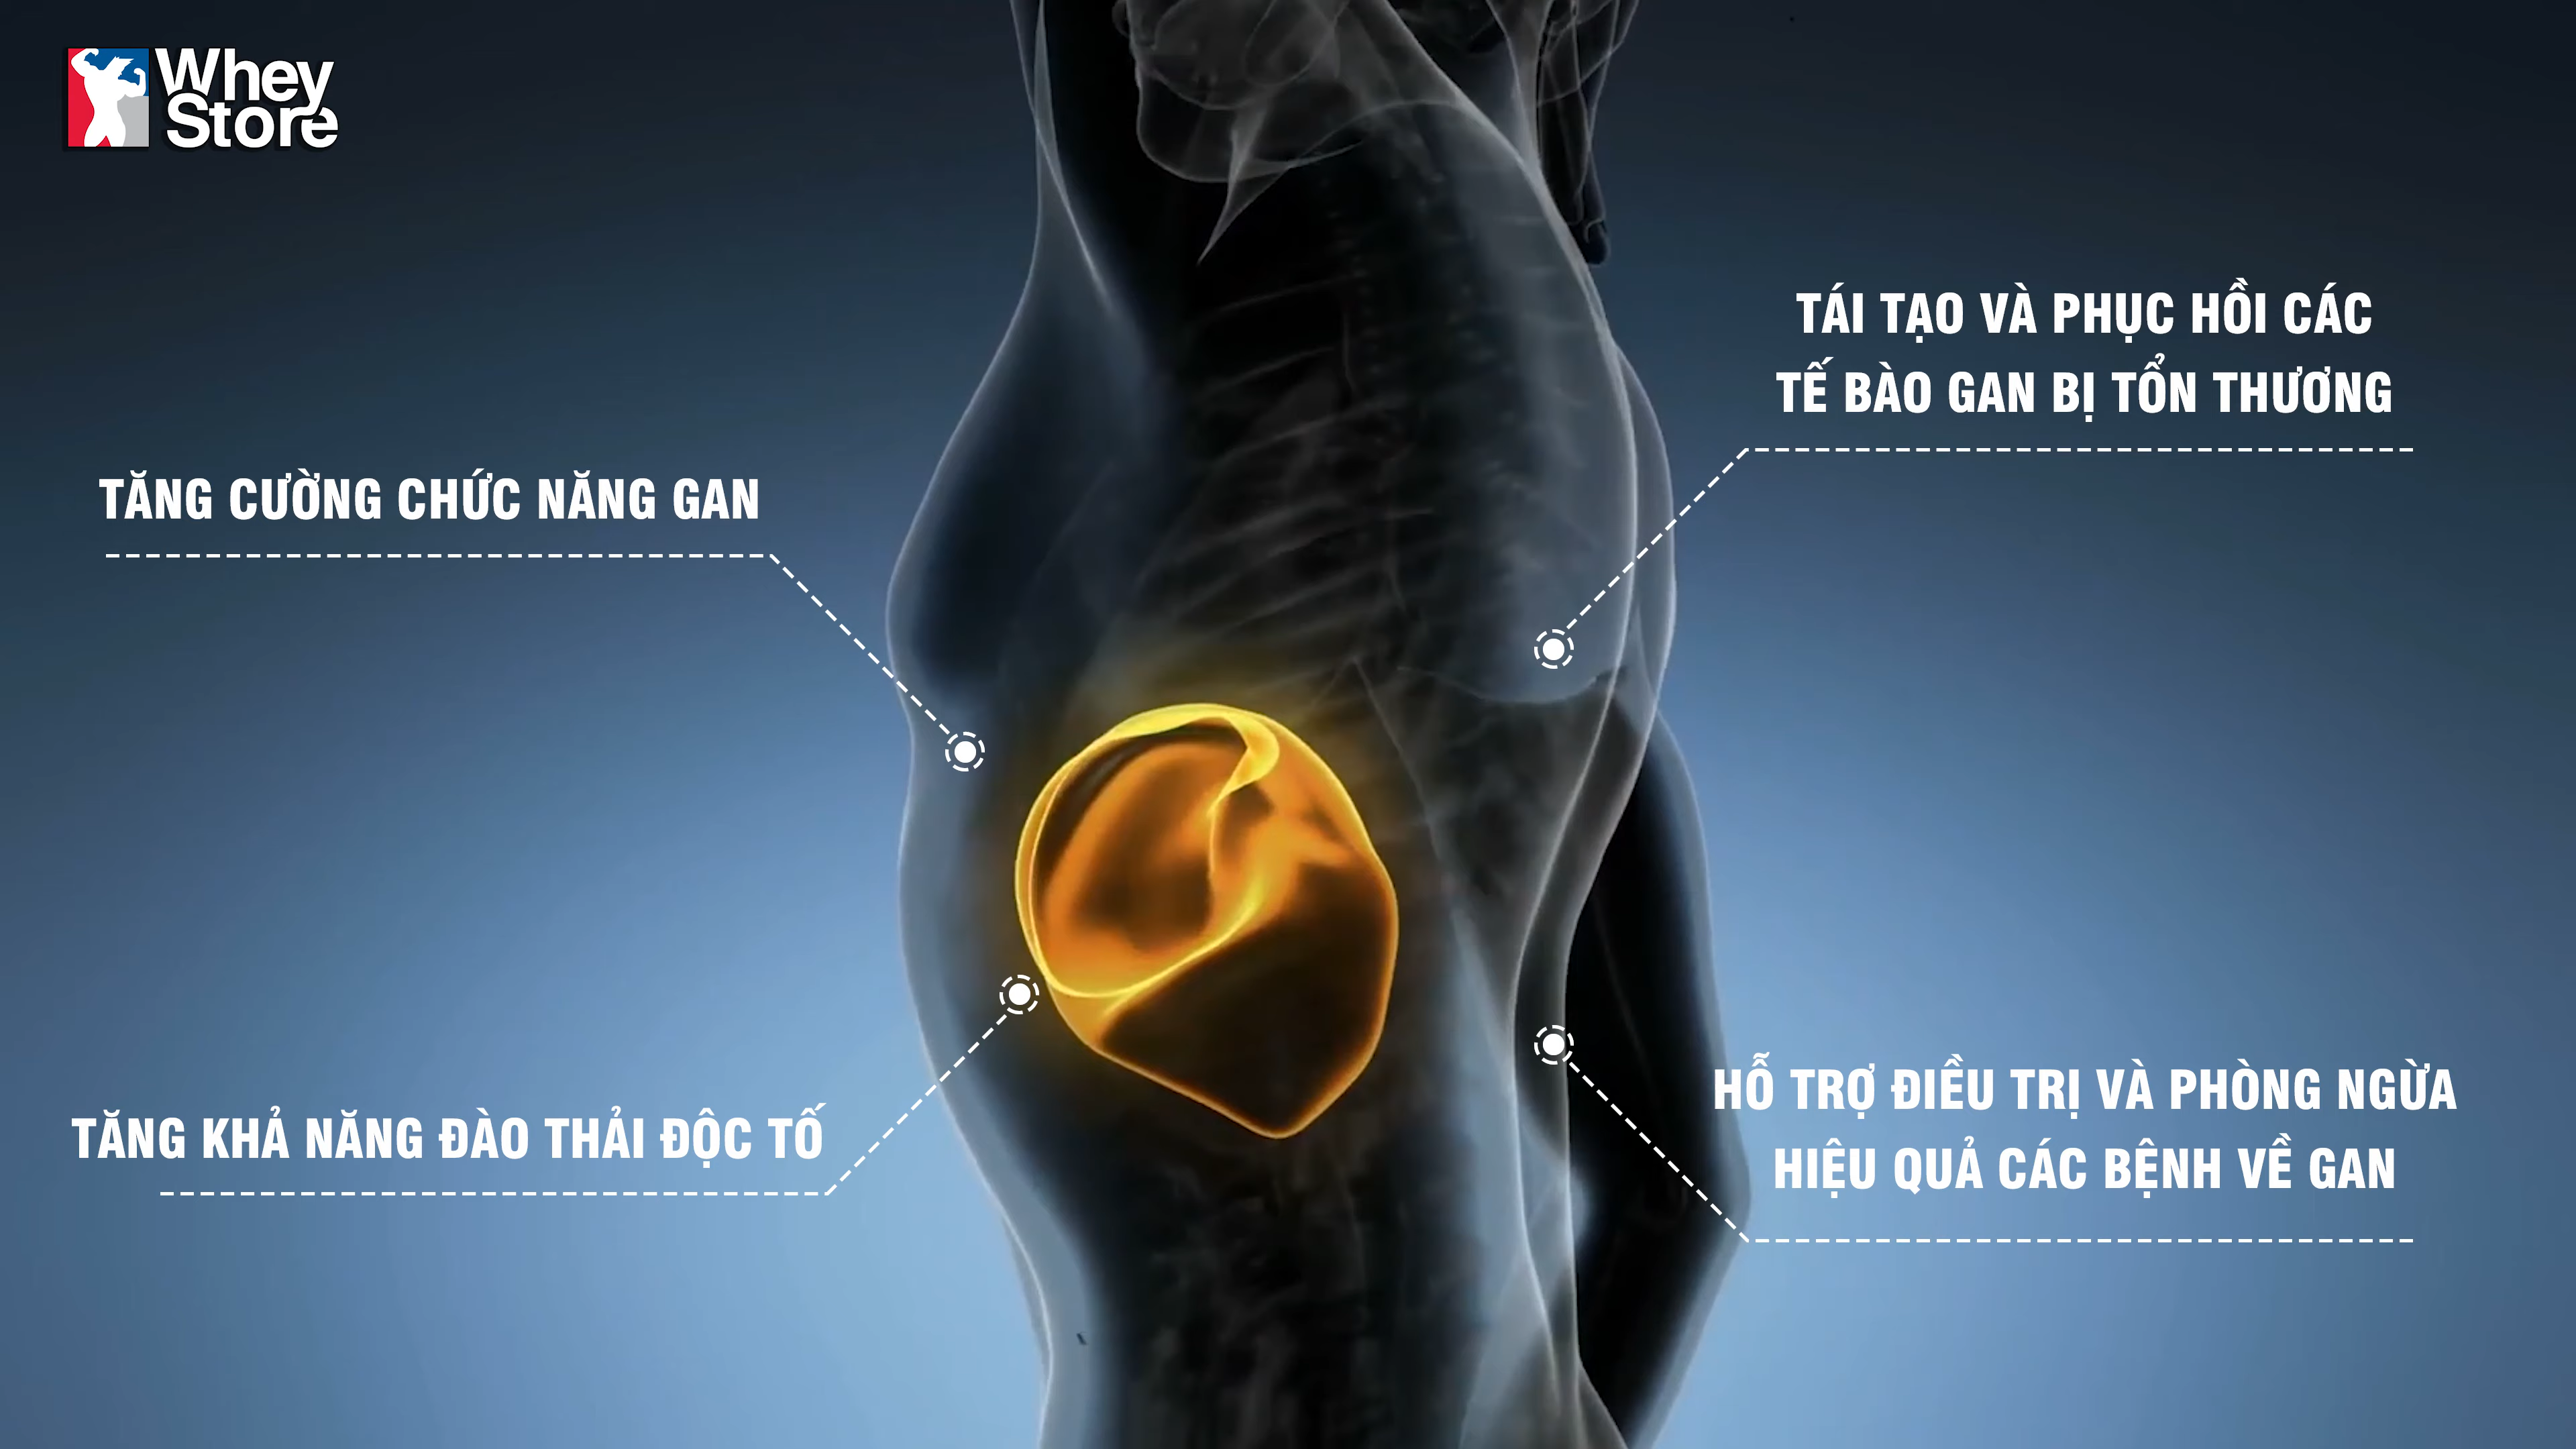 Whey
Store
TÁI TẠO VÀ PHỤC HỒI CÁC
TẾ BÀO GAN BỊ TỔN THƯƠNG
TĂNG CƯỜNG CHỨC NĂNG GAN
HỖ TRỢ ĐIỀU TRỊ VÀ PHÒNG NGỪA
HIỆU QUẢ CÁC BỆNH VỀ GAN
TĂNG KHẢ NĂNG ĐÀO THẢI ĐỘC TỐ